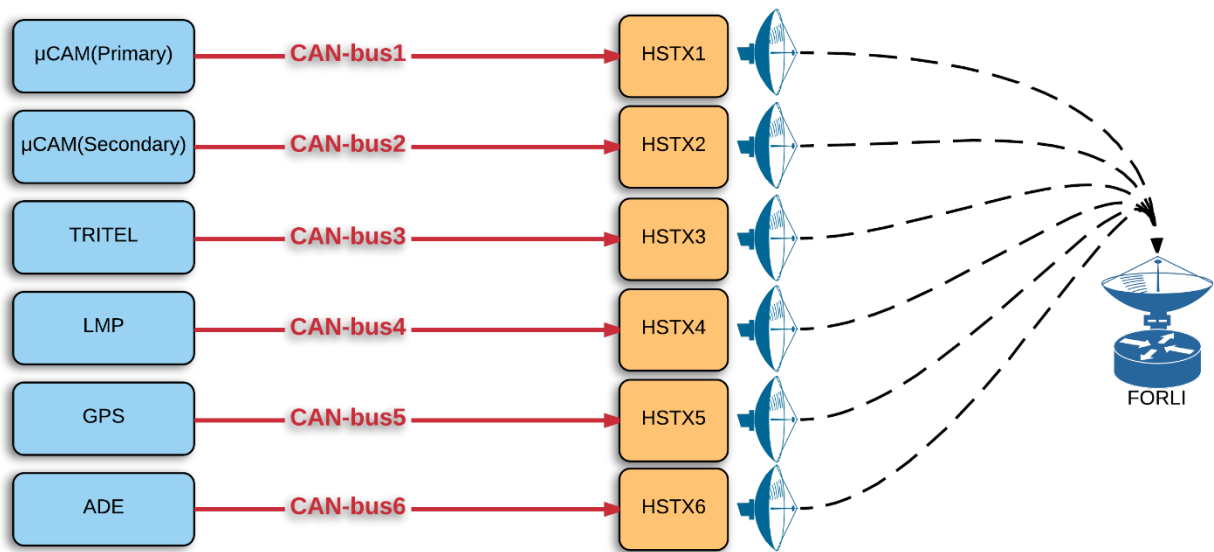 µCAM(Primary) CAN-bus1 HSTX1
µCAM(Secondary) CAN-bus2 HSTX2
TRITEL CAN-bus3 HSTX3
LMP CAN-bus4 HSTX4
GPS CAN-bus5 HSTX5
FORLI
ADE CAN-bus6 HSTX6